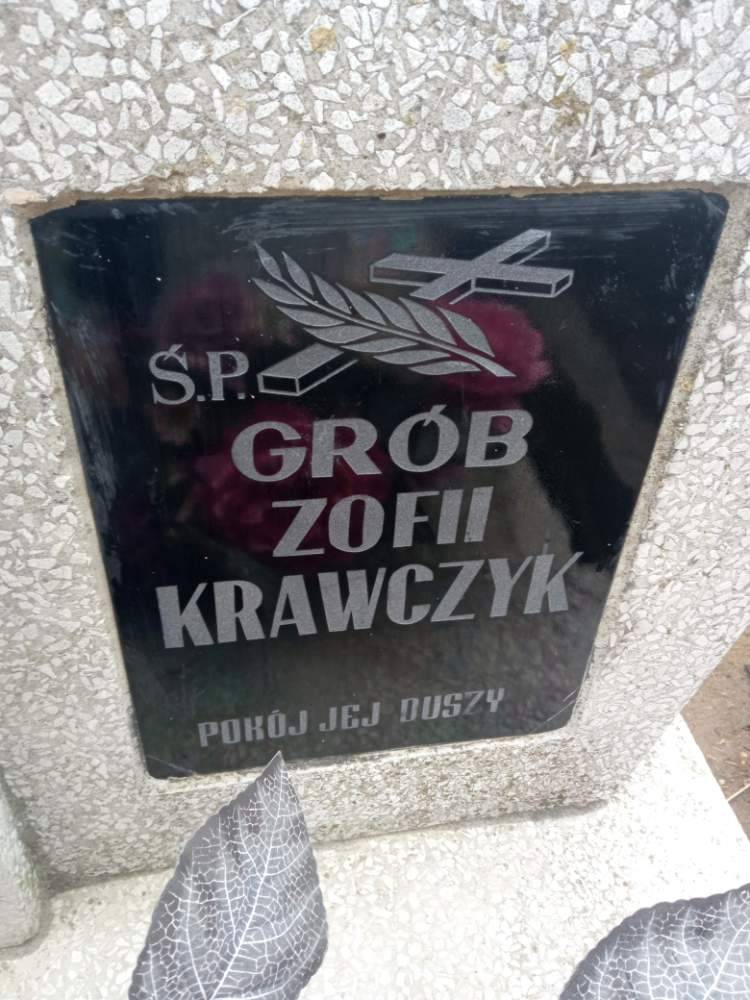 Ś.P.
GRÓB
ZOFII
KRAWCZYK
POKÓJ JEJ DUSZY